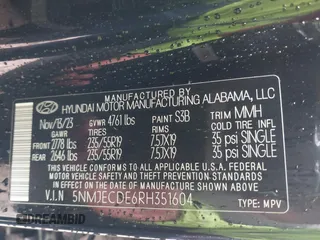 MANUFACTURED BY
HYUNDAI MOTOR MANUFACTURING ALABAMA, LLC
Nov/13/23 GVWR 4761 lbs PAINT S3B TRIM MMH
GAWR TIRES RIMS COLD TIRE INFLATION
FRONT 2778 lbs 235/55R19 7.5JX19 35 psi SINGLE
REAR 2646 lbs 235/55R19 7.5JX19 35 psi SINGLE
THIS VEHICLE CONFORMS TO ALL APPLICABLE U.S.A FEDERAL
MOTOR VEHICLE SAFETY, BUMPER, AND THEFT PREVENTION
STANDARDS IN EFFECT ON THE DATE OF MANUFACTURE SHOWN ABOVE
V.I.N 5NMJECDE6RH351604 TYPE: MPV